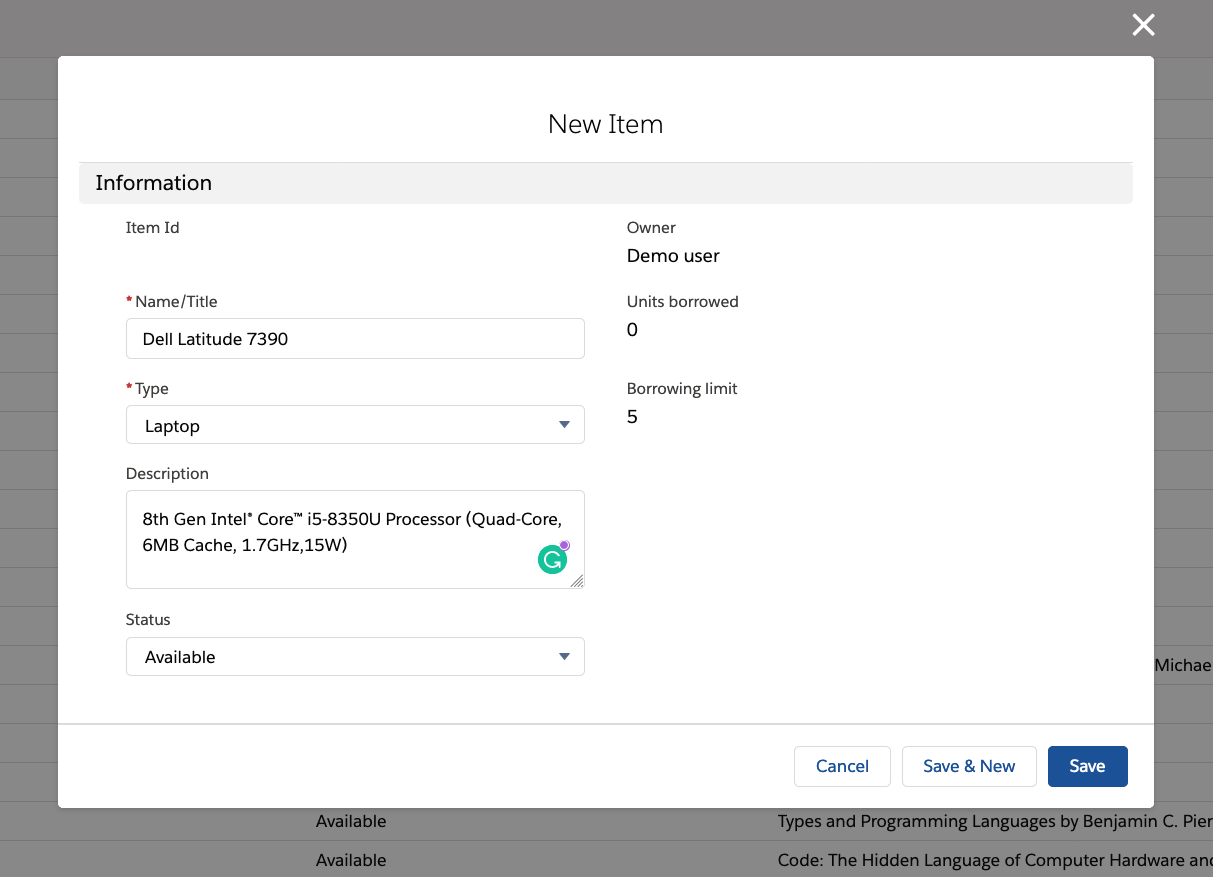 New Item
Information
Item Id
Owner
Demo user
*Name/Title
Dell Latitude 7390
Units borrowed
0
*Type
Laptop
Borrowing limit
5
Description
8th Gen Intel® Core™ i5-8350U Processor (Quad-Core,
6MB Cache, 1.7GHz,15W)
Status
Available
Michae
Cancel
Save & New
Save
Available
Types and Programming Languages by Benjamin C. Pier
Available
Code: The Hidden Language of Computer Hardware and